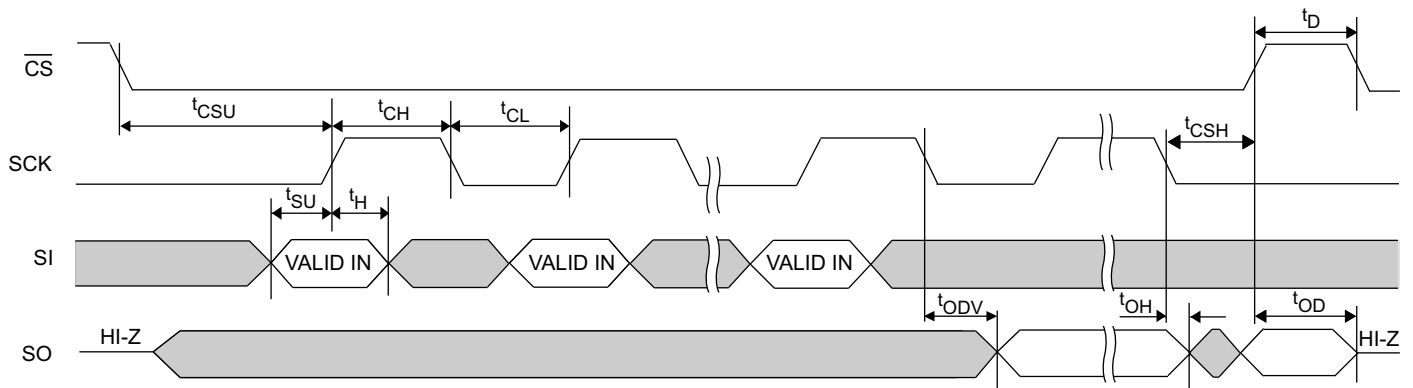 tD
C̅S̅
tCSU
tCH
tCL
tCSH
SCK
tSU
tH
SI
VALID IN
VALID IN
VALID IN
tODV
tOH
tOD
HI-Z
HI-Z
SO